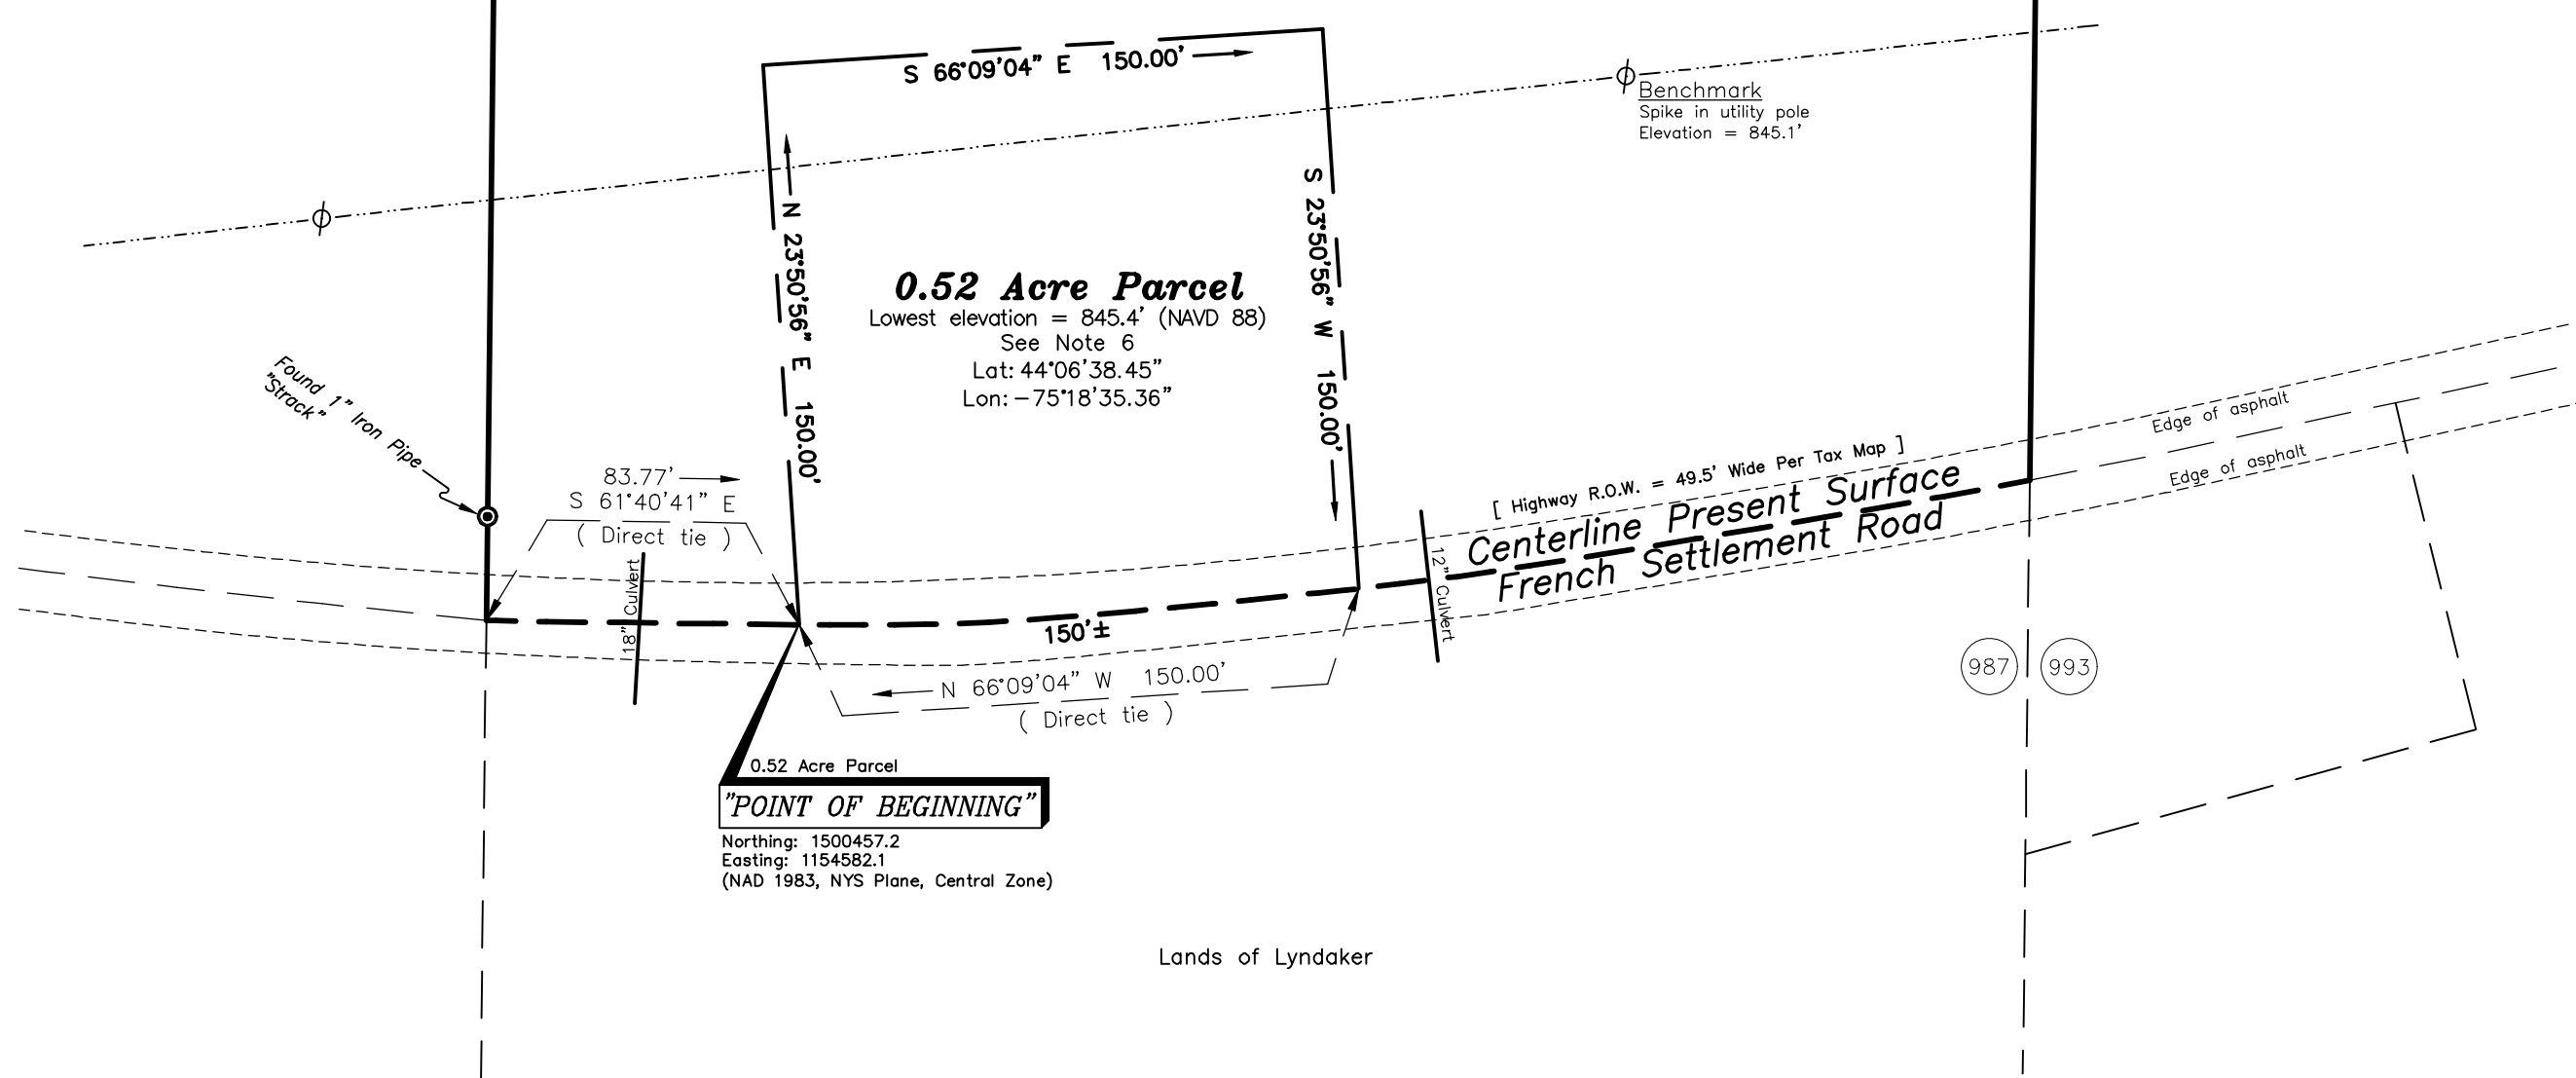 S 66°09'04" E 150.00'
Benchmark
Spike in utility pole
Elevation = 845.1'
N 23°50'56" E 150.00'
S 23°50'56" W 150.00'
0.52 Acre Parcel
Lowest elevation = 845.4' (NAVD 88)
See Note 6
Lat: 44°06'38.45"
Lon: -75°18'35.36"
Found 1" Iron Pipe
"Strack"
83.77'
S 61°40'41" E
( Direct tie )
18" Culvert
12" Culvert
[ Highway R.O.W. = 49.5' Wide Per Tax Map ]
Centerline Present Surface
French Settlement Road
Edge of asphalt
Edge of asphalt
150'±
N 66°09'04" W 150.00'
( Direct tie )
987
993
0.52 Acre Parcel
"POINT OF BEGINNING"
Northing: 1500457.2
Easting: 1154582.1
(NAD 1983, NYS Plane, Central Zone)
Lands of Lyndaker